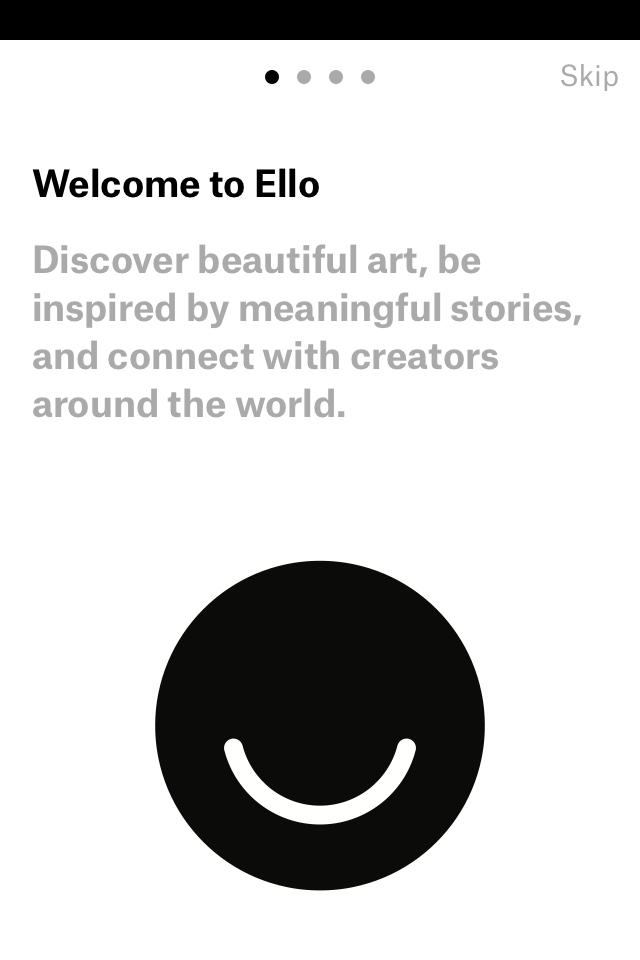 Skip
Welcome to Ello
Discover beautiful art, be
inspired by meaningful stories,
and connect with creators
around the world.